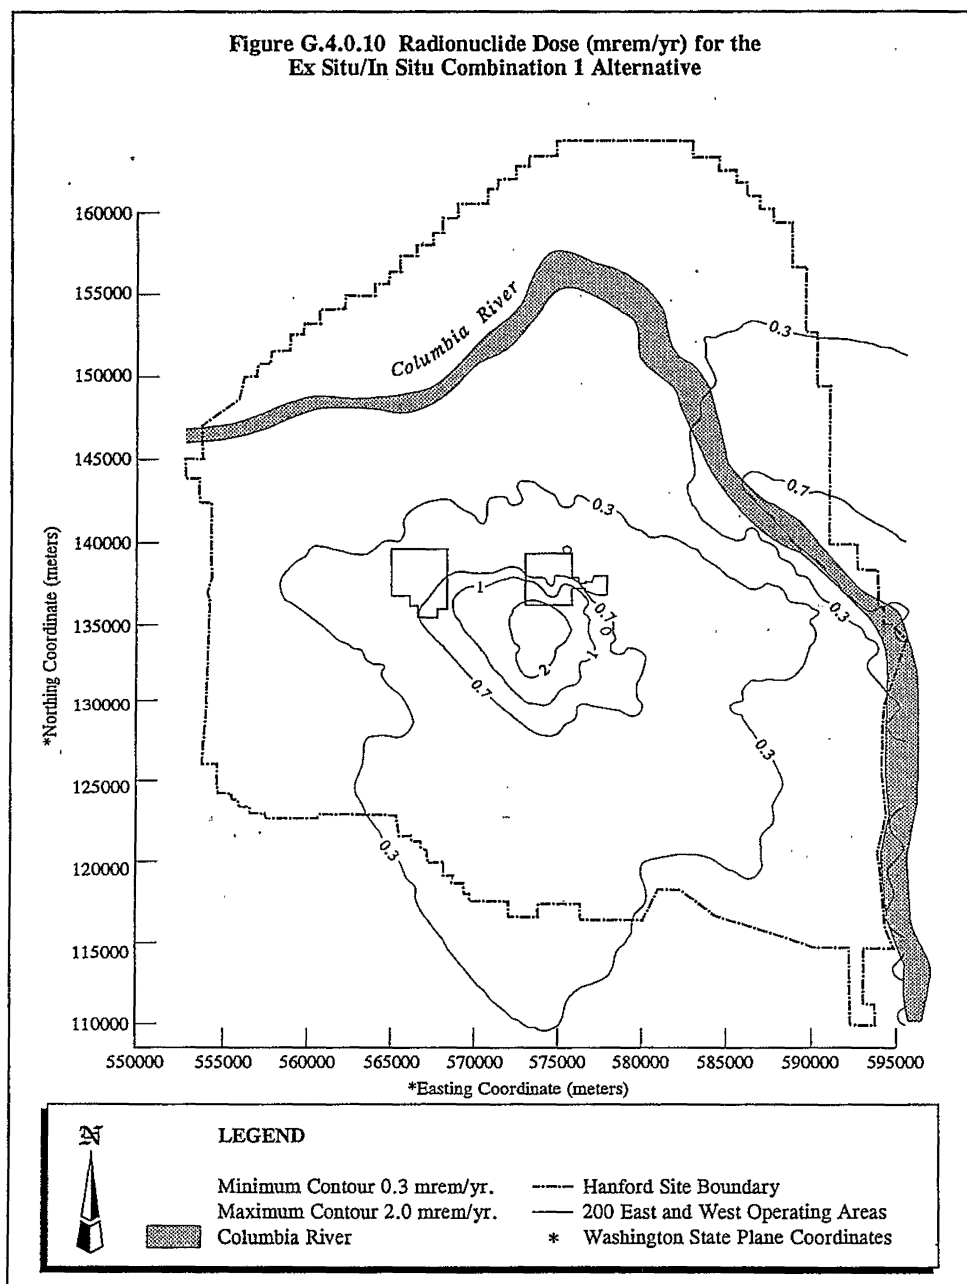 Figure G.4.0.10 Radionuclide Dose (mrem/yr) for the
Ex Situ/In Situ Combination 1 Alternative
160000
155000
150000
145000
140000
135000
130000
125000
120000
115000
110000
*Northing Coordinate (meters)
Columbia River
0.3
0.7
0.3
1
0.7
0
1
2
0.7
0.3
0.3
0.3
550000 555000 560000 565000 570000 575000 580000 585000 590000 595000
*Easting Coordinate (meters)
N
LEGEND
Minimum Contour 0.3 mrem/yr.
Maximum Contour 2.0 mrem/yr.
Columbia River
Hanford Site Boundary
200 East and West Operating Areas
* Washington State Plane Coordinates